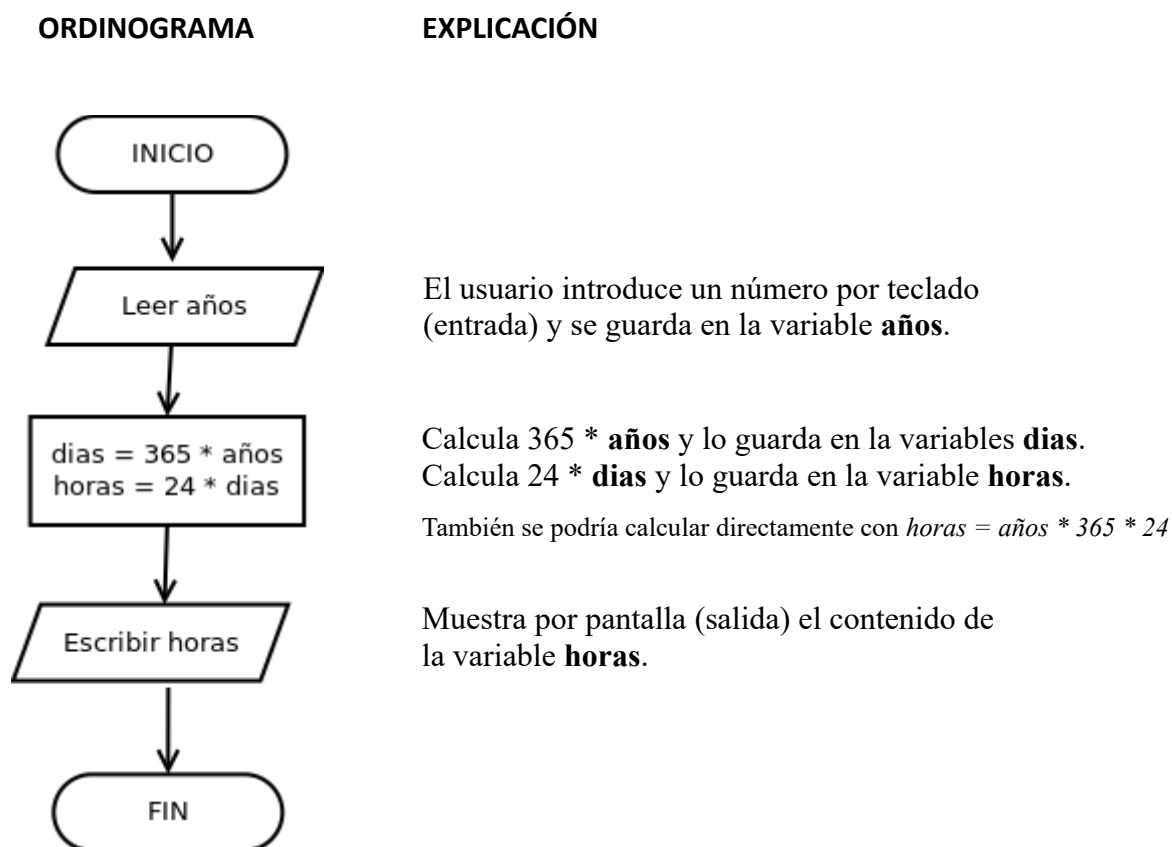 ORDINOGRAMA EXPLICACIÓN
INICIO
Leer años
El usuario introduce un número por teclado
(entrada) y se guarda en la variable años.
dias = 365 * años
horas = 24 * dias
Calcula 365 * años y lo guarda en la variables dias.
Calcula 24 * dias y lo guarda en la variable horas.
También se podría calcular directamente con horas = años * 365 * 24
Escribir horas
Muestra por pantalla (salida) el contenido de
la variable horas.
FIN